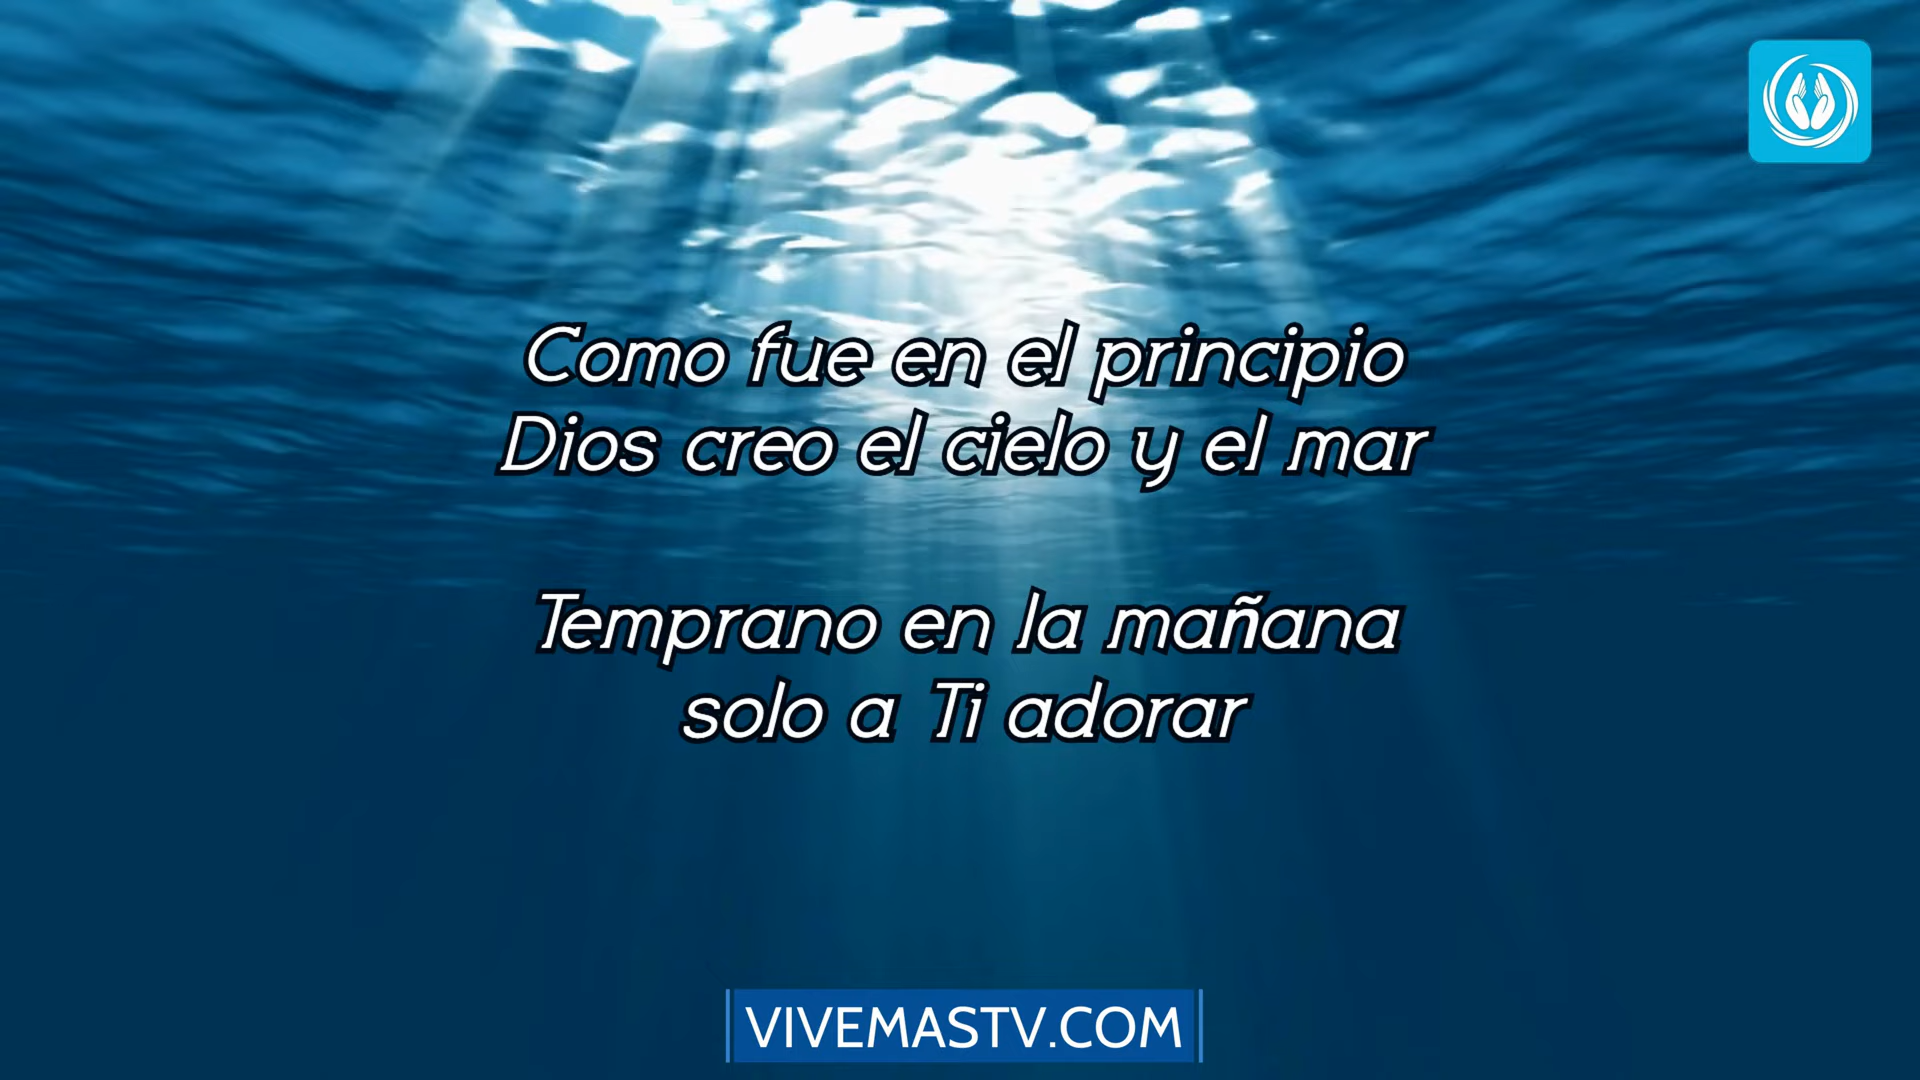 Como fue en el principio
Dios creo el cielo y el mar
Temprano en la mañana
solo a Ti adorar
VIVEMASTV.COM